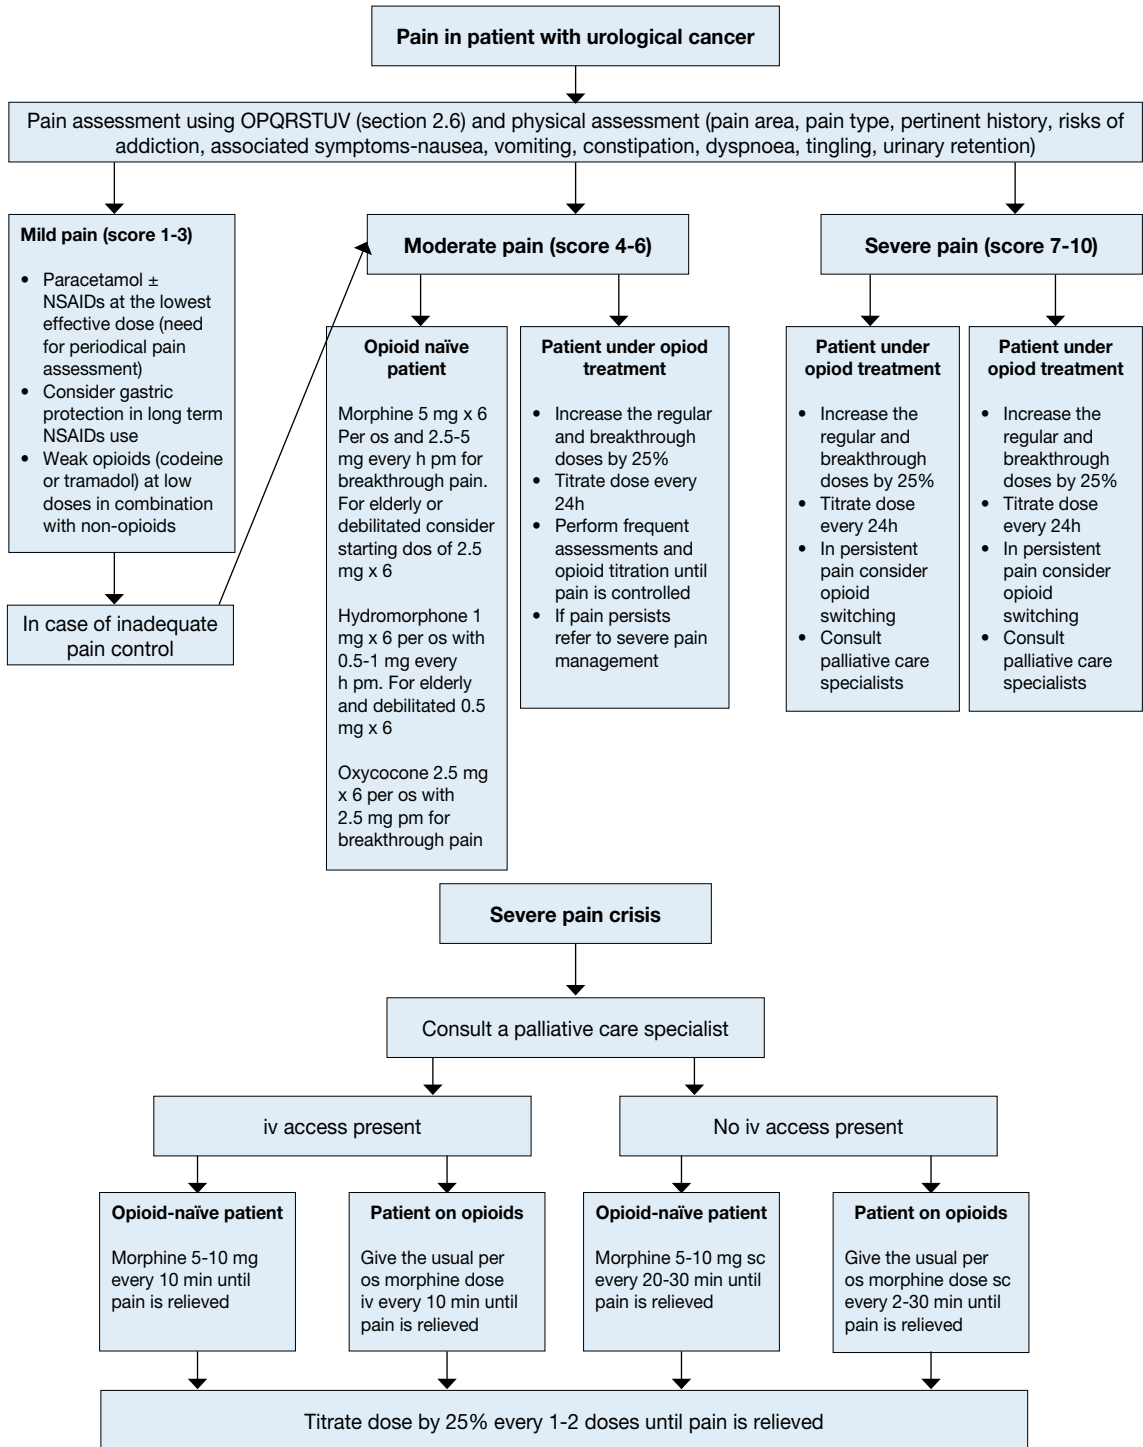 Pain in patient with urological cancer
Pain assessment using OPQRSTUV (section 2.6) and physical assessment (pain area, pain type, pertinent history, risks of
addiction, associated symptoms-nausea, vomiting, constipation, dyspnoea, tingling, urinary retention)
Mild pain (score 1-3)
• Paracetamol ±
NSAIDs at the lowest
effective dose (need
for periodical pain
assessment)
• Consider gastric
protection in long term
NSAIDs use
• Weak opioids (codeine
or tramadol) at low
doses in combination
with non-opioids
In case of inadequate
pain control
Moderate pain (score 4-6)
Opioid naïve
patient
Morphine 5 mg x 6
Per os and 2.5-5
mg every h pm for
breakthrough pain.
For elderly or
debilitated consider
starting dos of 2.5
mg x 6
Hydromorphone 1
mg x 6 per os with
0.5-1 mg every
h pm. For elderly
and debilitated 0.5
mg x 6
Oxycocone 2.5 mg
x 6 per os with
2.5 mg pm for
breakthrough pain
Patient under opiod
treatment
• Increase the regular
and breakthrough
doses by 25%
• Titrate dose every
24h
• Perform frequent
assessments and
opioid titration until
pain is controlled
• If pain persists
refer to severe pain
management
Severe pain (score 7-10)
Patient under
opiod treatment
• Increase the
regular and
breakthrough
doses by 25%
• Titrate dose
every 24h
• In persistent
pain consider
opioid
switching
• Consult
palliative care
specialists
Patient under
opiod treatment
• Increase the
regular and
breakthrough
doses by 25%
• Titrate dose
every 24h
• In persistent
pain consider
opioid
switching
• Consult
palliative care
specialists
Severe pain crisis
Consult a palliative care specialist
iv access present
No iv access present
Opioid-naïve patient
Morphine 5-10 mg
every 10 min until
pain is relieved
Patient on opioids
Give the usual per
os morphine dose
iv every 10 min until
pain is relieved
Opioid-naïve patient
Morphine 5-10 mg sc
every 20-30 min until
pain is relieved
Patient on opioids
Give the usual per
os morphine dose sc
every 2-30 min until
pain is relieved
Titrate dose by 25% every 1-2 doses until pain is relieved